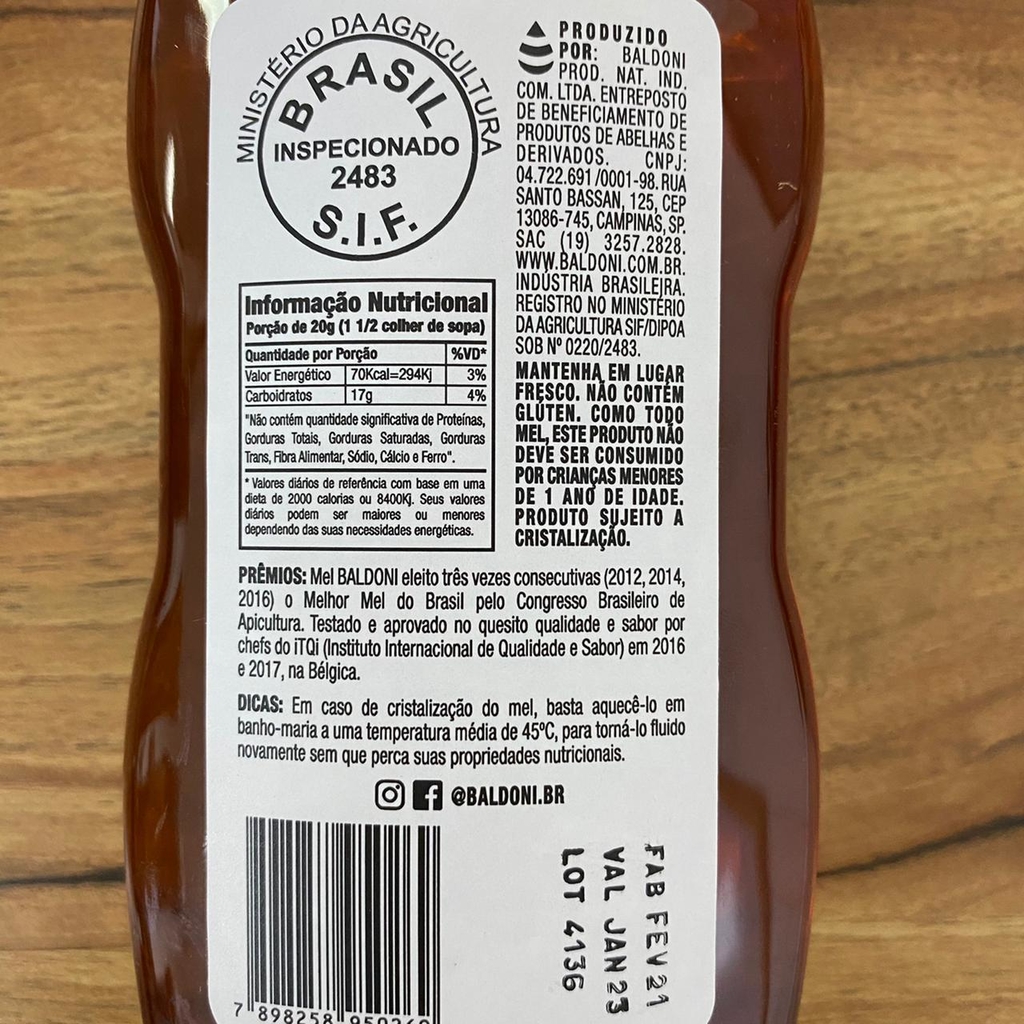 MINISTÉRIO DA AGRICULTURA
BRASIL
INSPECIONADO
2483
S.I.F.
PRODUZIDO
POR: BALDONI
PROD. NAT. IND.
COM. LTDA. ENTREPOSTO
DE BENEFICIAMENTO DE
PRODUTOS DE ABELHAS E
DERIVADOS. CNPJ:
04.722.691/0001-98. RUA
SANTO BASSAN, 125, CEP
13086-745, CAMPINAS, SP.
SAC (19) 3257.2828.
WWW.BALDONI.COM.BR.
INDÚSTRIA BRASILEIRA.
REGISTRO NO MINISTÉRIO
DA AGRICULTURA SIF/DIPOA
SOB Nº 0220/2483.
MANTENHA EM LUGAR
FRESCO. NÃO CONTÉM
GLÚTEN. COMO TODO
MEL, ESTE PRODUTO NÃO
DEVE SER CONSUMIDO
POR CRIANÇAS MENORES
DE 1 ANO DE IDADE.
PRODUTO SUJEITO A
CRISTALIZAÇÃO.
Informação Nutricional
Porção de 20g (1 1/2 colher de sopa)
Quantidade por Porção %VD*
Valor Energético 70Kcal=294Kj 3%
Carboidratos 17g 4%
"Não contém quantidade significativa de Proteínas,
Gorduras Totais, Gorduras Saturadas, Gorduras
Trans, Fibra Alimentar, Sódio, Cálcio e Ferro".
* Valores diários de referência com base em uma
dieta de 2000 calorias ou 8400Kj. Seus valores
diários podem ser maiores ou menores
dependendo das suas necessidades energéticas.
PRÊMIOS: Mel BALDONI eleito três vezes consecutivas (2012, 2014,
2016) o Melhor Mel do Brasil pelo Congresso Brasileiro de
Apicultura. Testado e aprovado no quesito qualidade e sabor por
chefs do iTQi (Instituto Internacional de Qualidade e Sabor) em 2016
e 2017, na Bélgica.
DICAS: Em caso de cristalização do mel, basta aquecê-lo em
banho-maria a uma temperatura média de 45ºC, para torná-lo fluido
novamente sem que perca suas propriedades nutricionais.
@BALDONI.BR
FAB FEV 21
VAL JAN 23
LOT 4136
7 898258